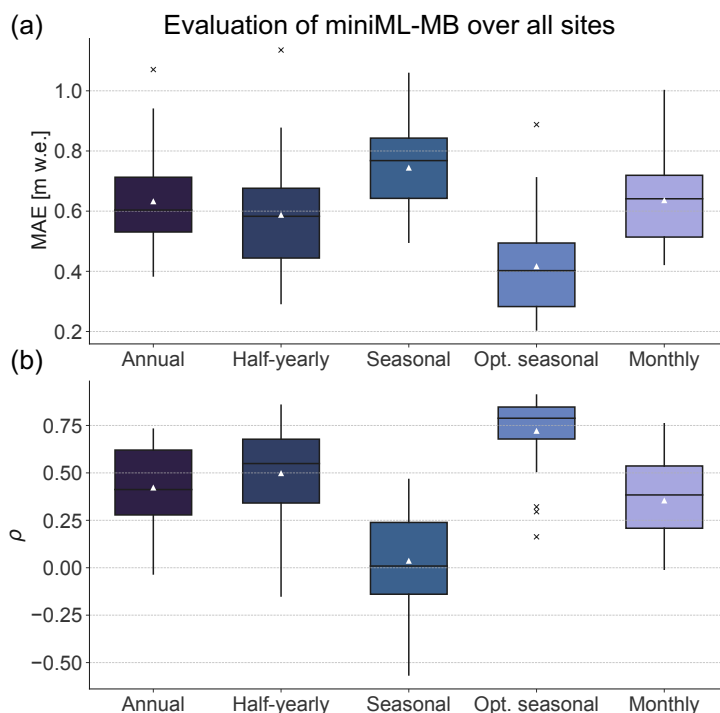 (a) Evaluation of miniML-MB over all sites
MAE [m w.e.]
1.0
0.8
0.6
0.4
0.2
Annual Half-yearly Seasonal Opt. seasonal Monthly
(b)
ρ
0.75
0.50
0.25
0.00
−0.25
−0.50
Annual Half-yearly Seasonal Opt. seasonal Monthly